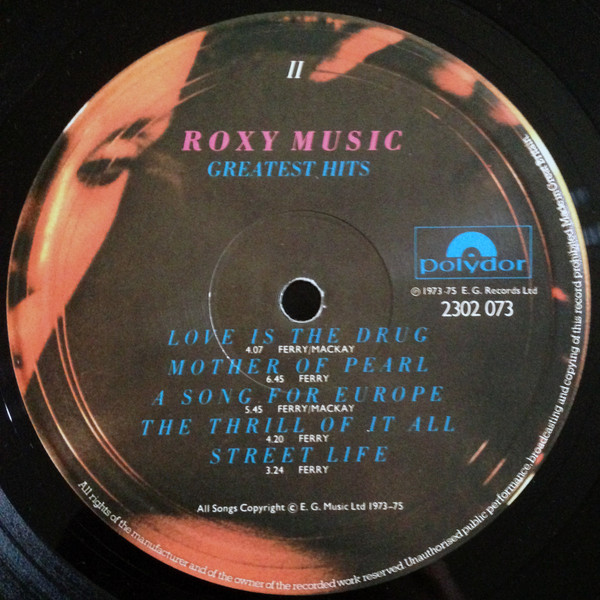 II
ROXY MUSIC
GREATEST HITS
polydor
℗ 1973-75 E. G. Records Ltd
2302 073
LOVE IS THE DRUG
4.07 FERRY/MACKAY
MOTHER OF PEARL
6.45 FERRY
A SONG FOR EUROPE
5.45 FERRY/MACKAY
THE THRILL OF IT ALL
4.20 FERRY
STREET LIFE
3.24 FERRY
All Songs Copyright © E. G. Music Ltd 1973-75
All rights of the manufacturer and of the owner of the recorded work reserved. Unauthorised public performance, broadcasting and copying of this record prohibited. Made in Great Britain.